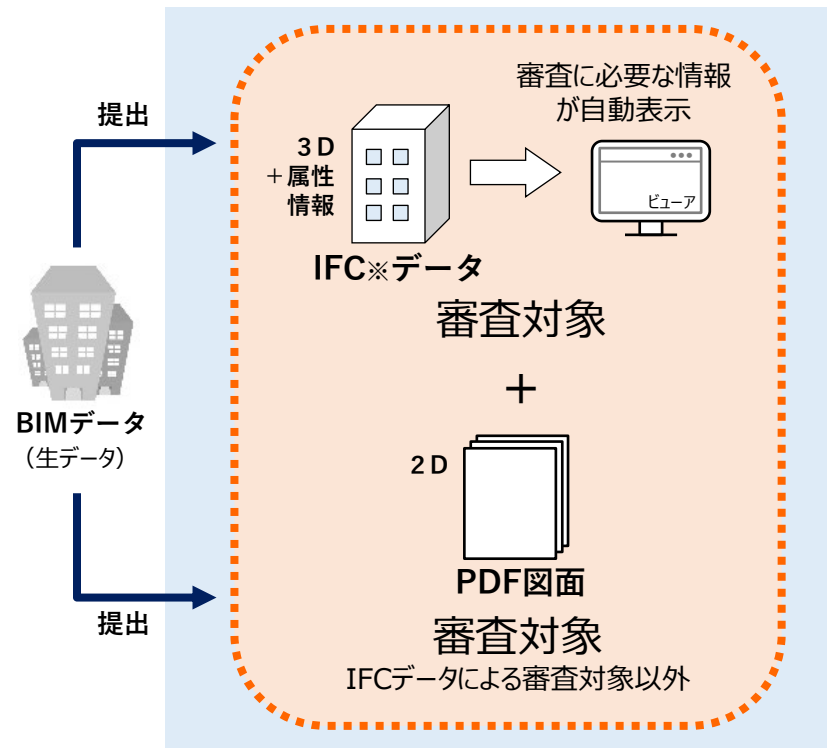 審査に必要な情報
が自動表示
提出
３D
＋属性
情報
ビューア
IFC※データ
審査対象
＋
BIMデータ
（生データ）
２D
PDF図面
提出
審査対象
IFCデータによる審査対象以外